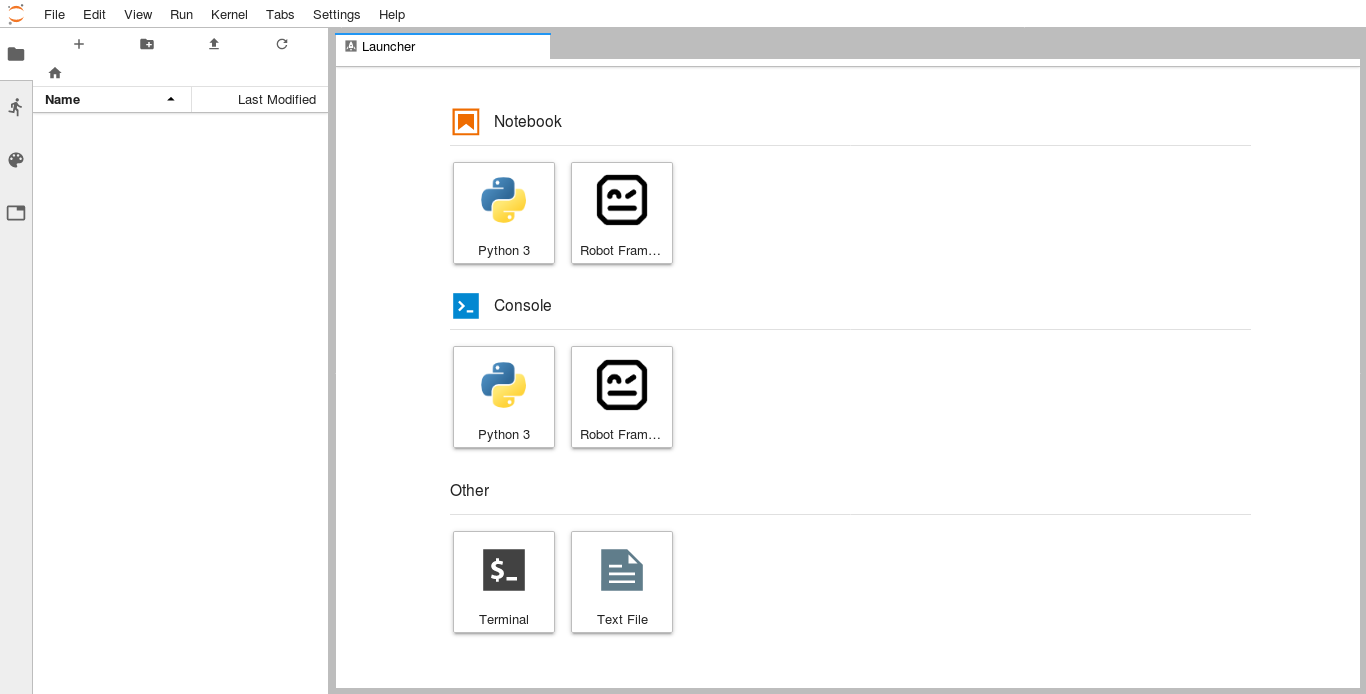 File Edit View Run Kernel Tabs Settings Help
Launcher
Name Last Modified
Notebook
Python 3 Robot Fram...
Console
Python 3 Robot Fram...
Other
$_
Terminal Text File